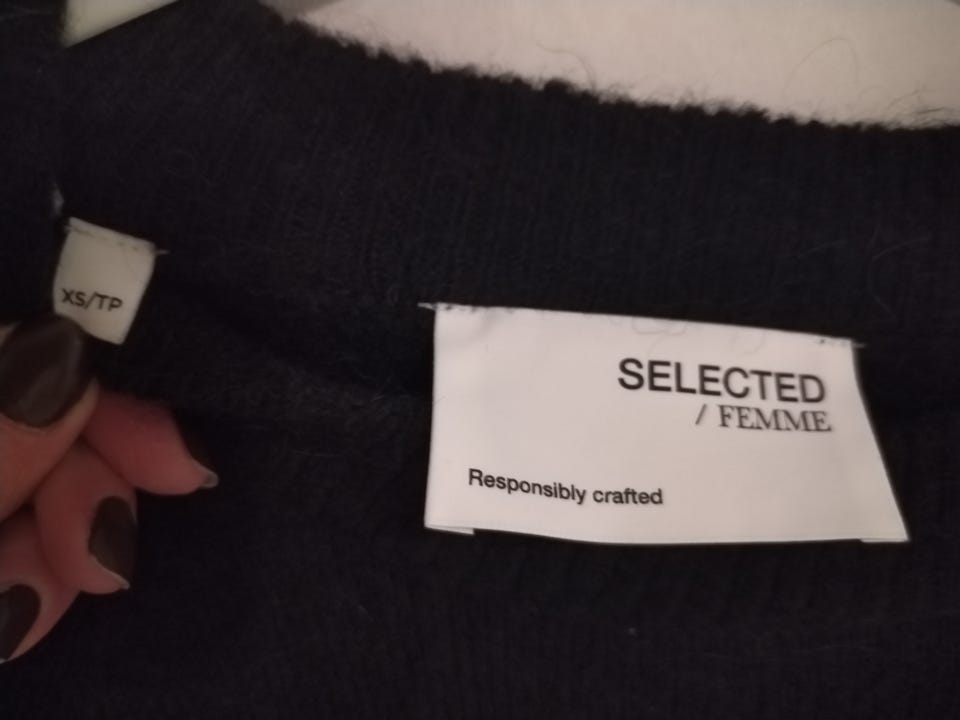 XS/TP
SELECTED
/ FEMME
Responsibly crafted